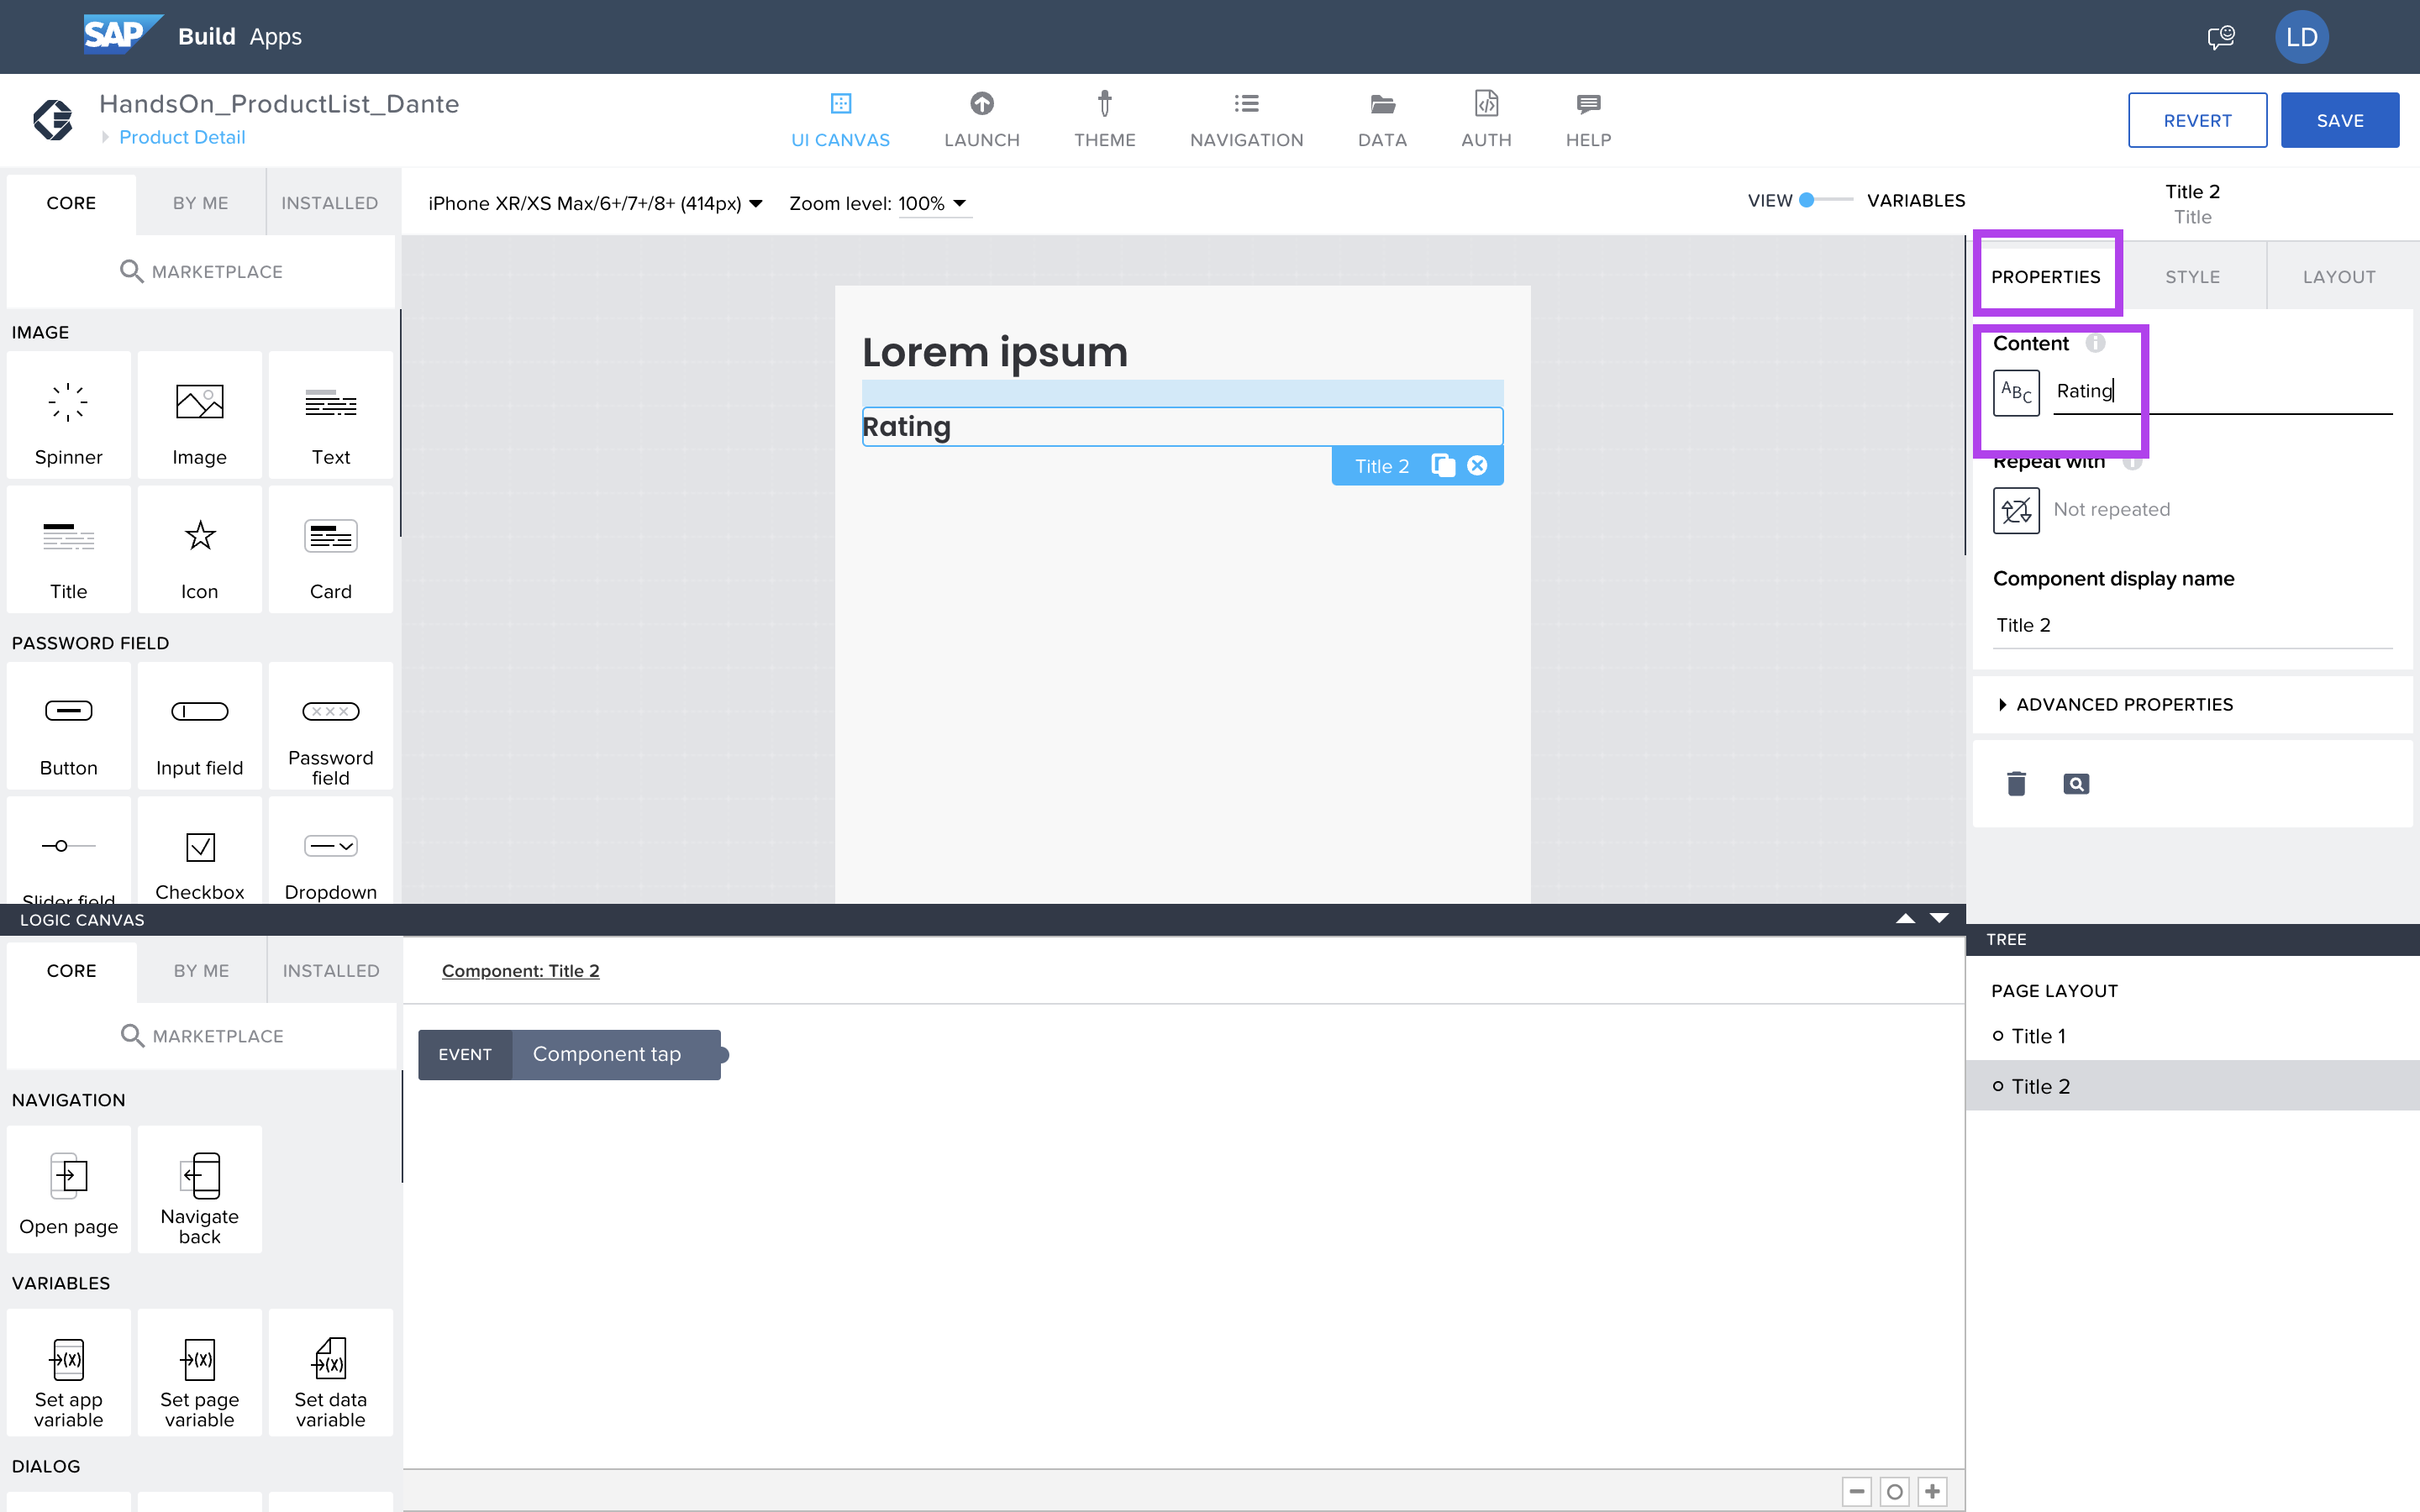 SAP Build Apps
LD
HandsOn_ProductList_Dante
Product Detail
UI CANVAS
LAUNCH
THEME
NAVIGATION
DATA
AUTH
HELP
REVERT
SAVE
CORE
BY ME
INSTALLED
MARKETPLACE
iPhone XR/XS Max/6+/7+/8+ (414px)
Zoom level: 100%
VIEW
VARIABLES
Title 2
Title
PROPERTIES
STYLE
LAYOUT
IMAGE
Spinner
Image
Text
Title
Icon
Card
PASSWORD FIELD
Button
Input field
Password
field
Slider field
Checkbox
Dropdown
Lorem ipsum
Rating
Title 2
Content
ABC
Rating
Repeat with
Not repeated
Component display name
Title 2
ADVANCED PROPERTIES
LOGIC CANVAS
CORE
BY ME
INSTALLED
MARKETPLACE
NAVIGATION
Open page
Navigate
back
VARIABLES
(X)
Set app
variable
(X)
Set page
variable
(X)
Set data
variable
DIALOG
Component: Title 2
EVENT
Component tap
TREE
PAGE LAYOUT
Title 1
Title 2